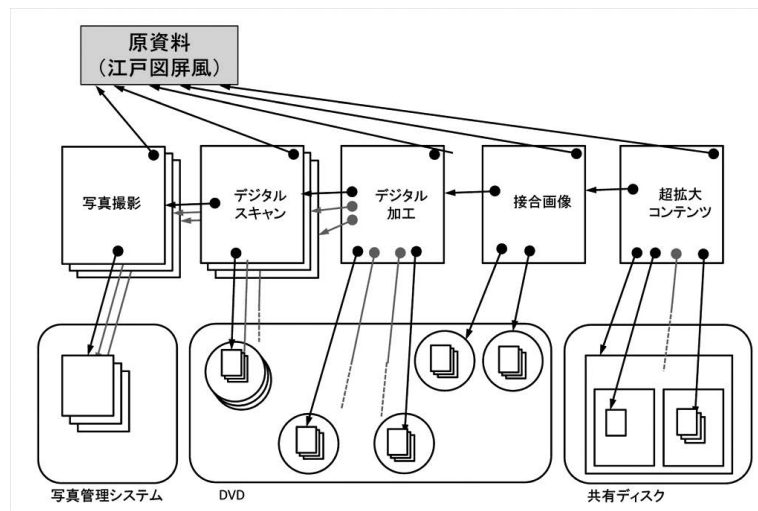 原資料
（江戸図屏風）
写真撮影
デジタル
スキャン
デジタル
加工
接合画像
超拡大
コンテンツ
写真管理システム
DVD
共有ディスク